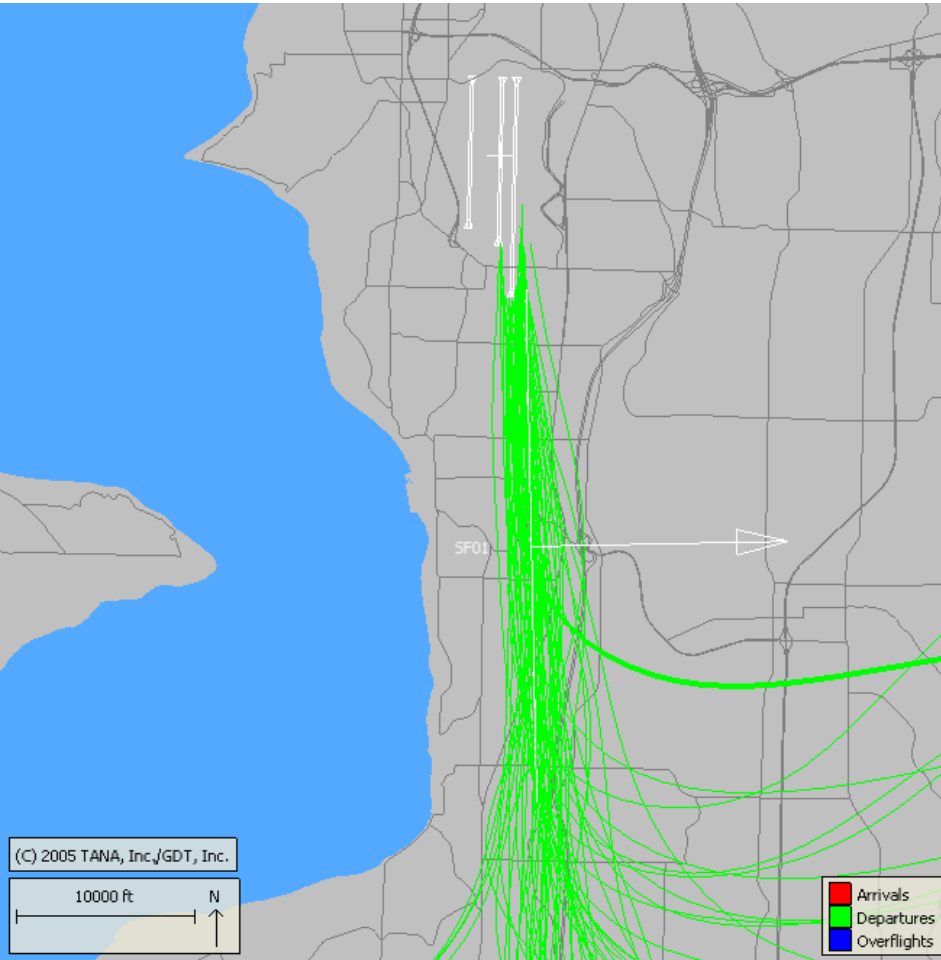 SF01
(C) 2005 TANA, Inc./GDT, Inc.
10000 ft
N
Arrivals
Departures
Overflights